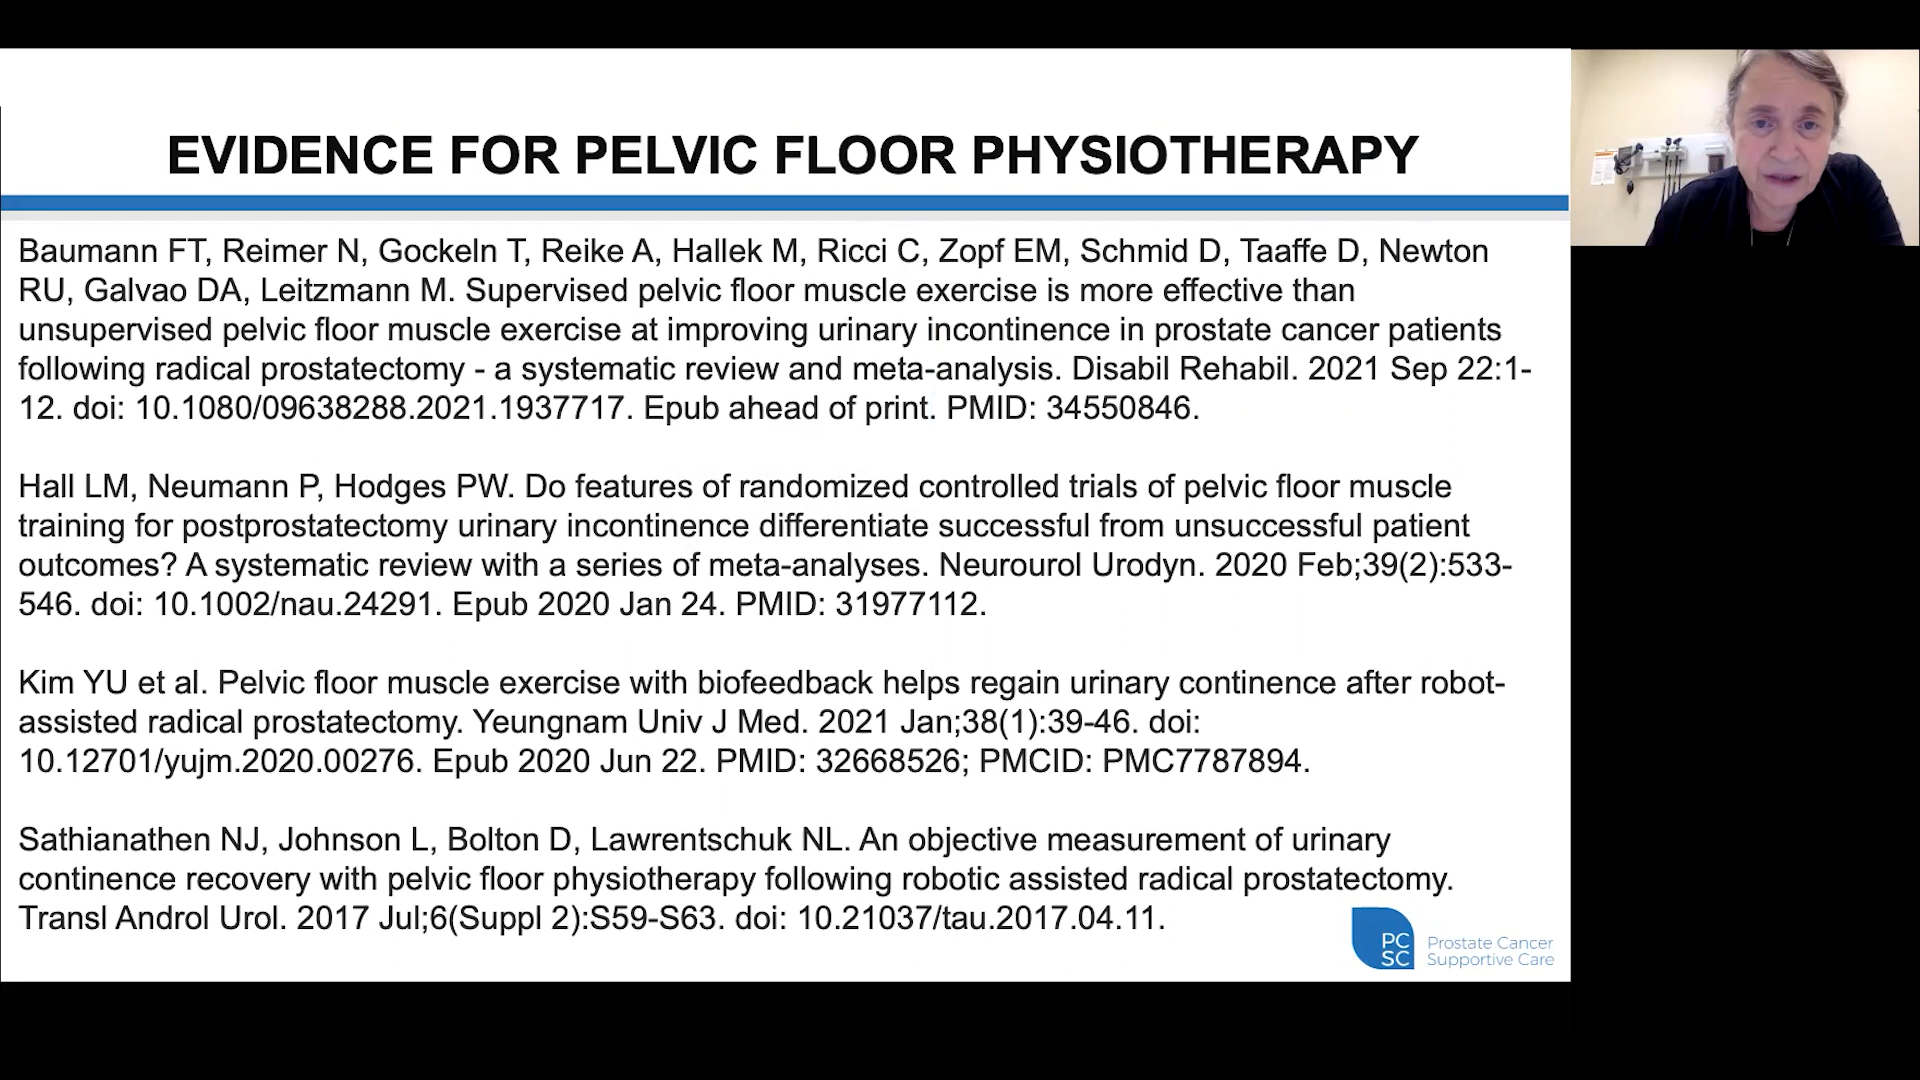 EVIDENCE FOR PELVIC FLOOR PHYSIOTHERAPY
Baumann FT, Reimer N, Gockeln T, Reike A, Hallek M, Ricci C, Zopf EM, Schmid D, Taaffe D, Newton
RU, Galvao DA, Leitzmann M. Supervised pelvic floor muscle exercise is more effective than
unsupervised pelvic floor muscle exercise at improving urinary incontinence in prostate cancer patients
following radical prostatectomy - a systematic review and meta-analysis. Disabil Rehabil. 2021 Sep 22:1-
12. doi: 10.1080/09638288.2021.1937717. Epub ahead of print. PMID: 34550846.
Hall LM, Neumann P, Hodges PW. Do features of randomized controlled trials of pelvic floor muscle
training for postprostatectomy urinary incontinence differentiate successful from unsuccessful patient
outcomes? A systematic review with a series of meta-analyses. Neurourol Urodyn. 2020 Feb;39(2):533-
546. doi: 10.1002/nau.24291. Epub 2020 Jan 24. PMID: 31977112.
Kim YU et al. Pelvic floor muscle exercise with biofeedback helps regain urinary continence after robot-
assisted radical prostatectomy. Yeungnam Univ J Med. 2021 Jan;38(1):39-46. doi:
10.12701/yujm.2020.00276. Epub 2020 Jun 22. PMID: 32668526; PMCID: PMC7787894.
Sathianathen NJ, Johnson L, Bolton D, Lawrentschuk NL. An objective measurement of urinary
continence recovery with pelvic floor physiotherapy following robotic assisted radical prostatectomy.
Transl Androl Urol. 2017 Jul;6(Suppl 2):S59-S63. doi: 10.21037/tau.2017.04.11.
PC
SC
Prostate Cancer
Supportive Care